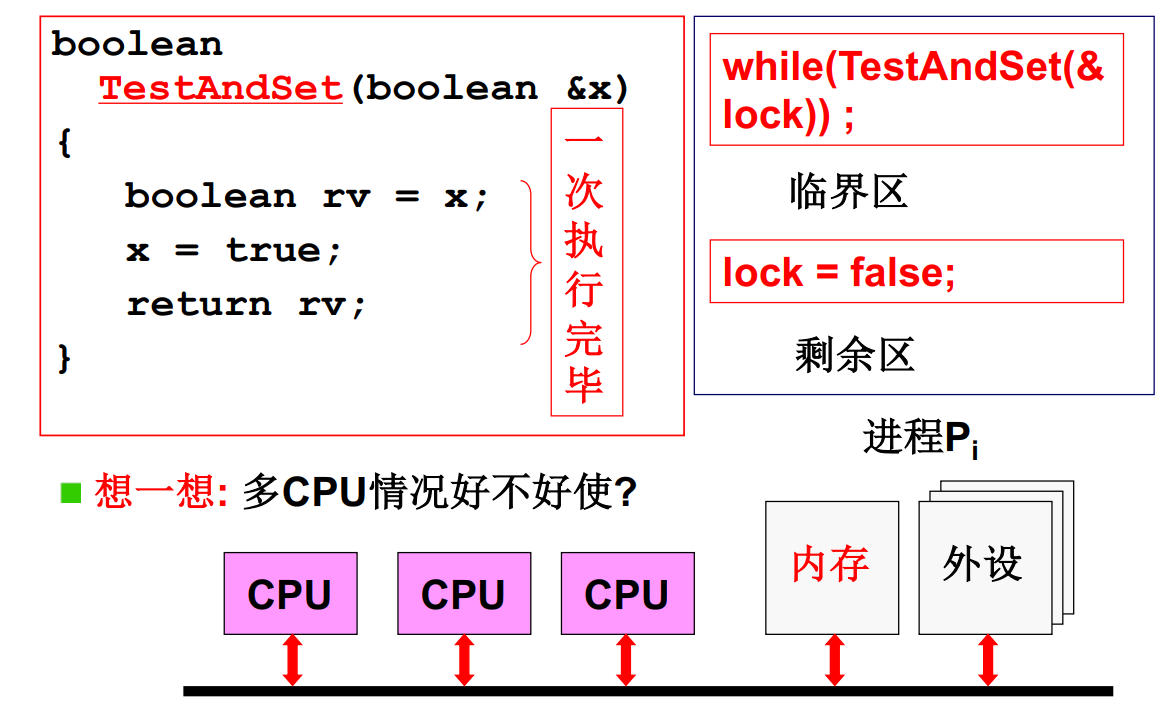 boolean
TestAndSet(boolean &x)
{
boolean rv = x;
x = true;
return rv;
}
一次执行完毕
while(TestAndSet(&
lock)) ;
临界区
lock = false;
剩余区
进程Pi
想一想: 多CPU情况好不好使?
CPU CPU CPU 内存 外设